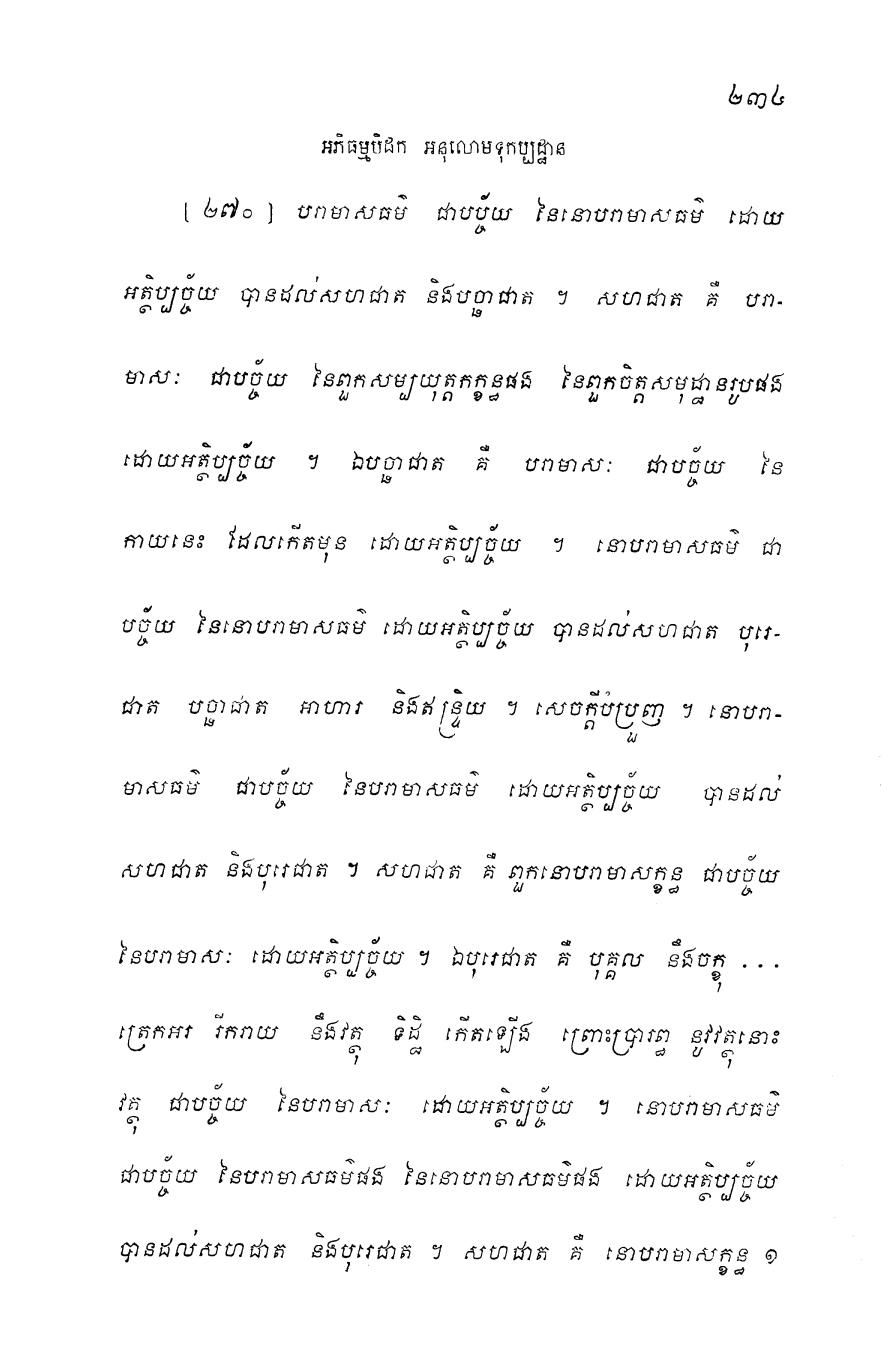 ២៣៤
អភិធម្មបិដក អនុលោមទុកប្បដ្ឋាន
[ ២៧០ ] បរាមាសធម៌ ជាបប្ច័យ នៃនោបរាមាសធម៌ ដោយ
អត្ថិប្បច្ច័យ បានដល់សហជាត និងបច្ឆាជាត ។ សហជាត គឺ បរា-
មាសៈ ជាបច្ច័យ នៃពួកសម្បយុត្តកក្ខន្ធផង នៃពួកចិត្តសមុដ្ឋានរូបផង
ដោយអត្ថិប្បច្ច័យ ។ ឯបច្ឆាជាត គឺ បរាមាសៈ ជាបច្ច័យ នៃ
កាយនេះ ដែលកើតមុន ដោយអត្ថិប្បច្ច័យ ។ នោបរាមាសធម៌ ជា
បច្ច័យ នៃនោបរាមាសធម៌ ដោយអត្ថិប្បច្ច័យ បានដល់សហជាត បុរេ-
ជាត បច្ឆាជាត អាហារ និងឥន្ទ្រិយ ។ សេចក្តីបំប្រួញ ។ នោបរា-
មាសធម៌ ជាបច្ច័យ នៃបរាមាសធម៌ ដោយអត្ថិប្បច្ច័យ បានដល់
សហជាត និងបុរេជាត ។ សហជាត គឺ ពួកនោបរាមាសក្ខន្ធ ជាបច្ច័យ
នៃបរាមាសៈ ដោយអត្ថិប្បច្ច័យ ។ ឯបុរេជាត គឺ បុគ្គល នឹងចក្ខុ ...
ត្រេកអរ រីករាយ នឹងវត្ថុ ទិដ្ឋិ កើតឡើង ព្រោះប្រារព្ធ នូវវត្ថុនោះ
វត្ថុ ជាបច្ច័យ នៃបរាមាសៈ ដោយអត្ថិប្បច្ច័យ ។ នោបរាមាសធម៌
ជាបច្ច័យ នៃបរាមាសធម៌ផង នៃនោបរាមាសធម៌ផង ដោយអត្ថិប្បច្ច័យ
បានដល់សហជាត និងបុរេជាត ។ សហជាត គឺ នោបរាមាសក្ខន្ធ ១